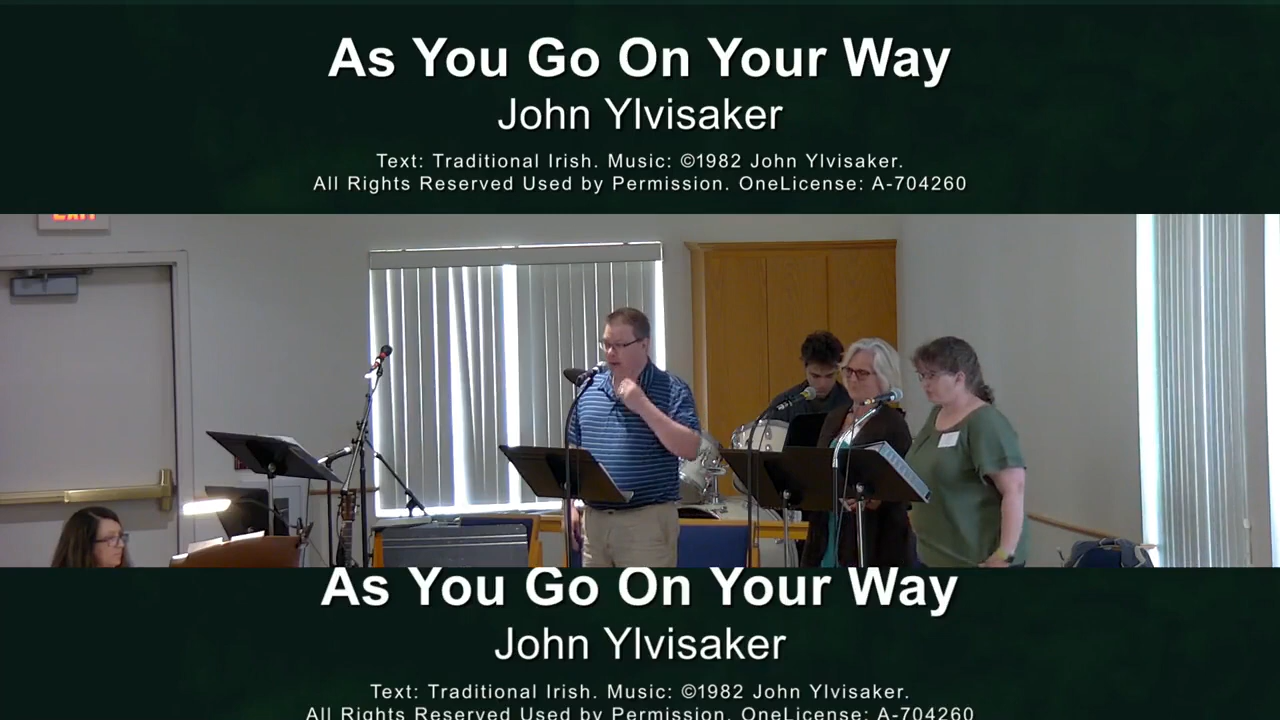 As You Go On Your Way
John Ylvisaker
Text: Traditional Irish. Music: ©1982 John Ylvisaker.
All Rights Reserved Used by Permission. OneLicense: A-704260
EXIT
As You Go On Your Way
John Ylvisaker
Text: Traditional Irish. Music: ©1982 John Ylvisaker.
All Rights Reserved Used by Permission. OneLicense: A-704260